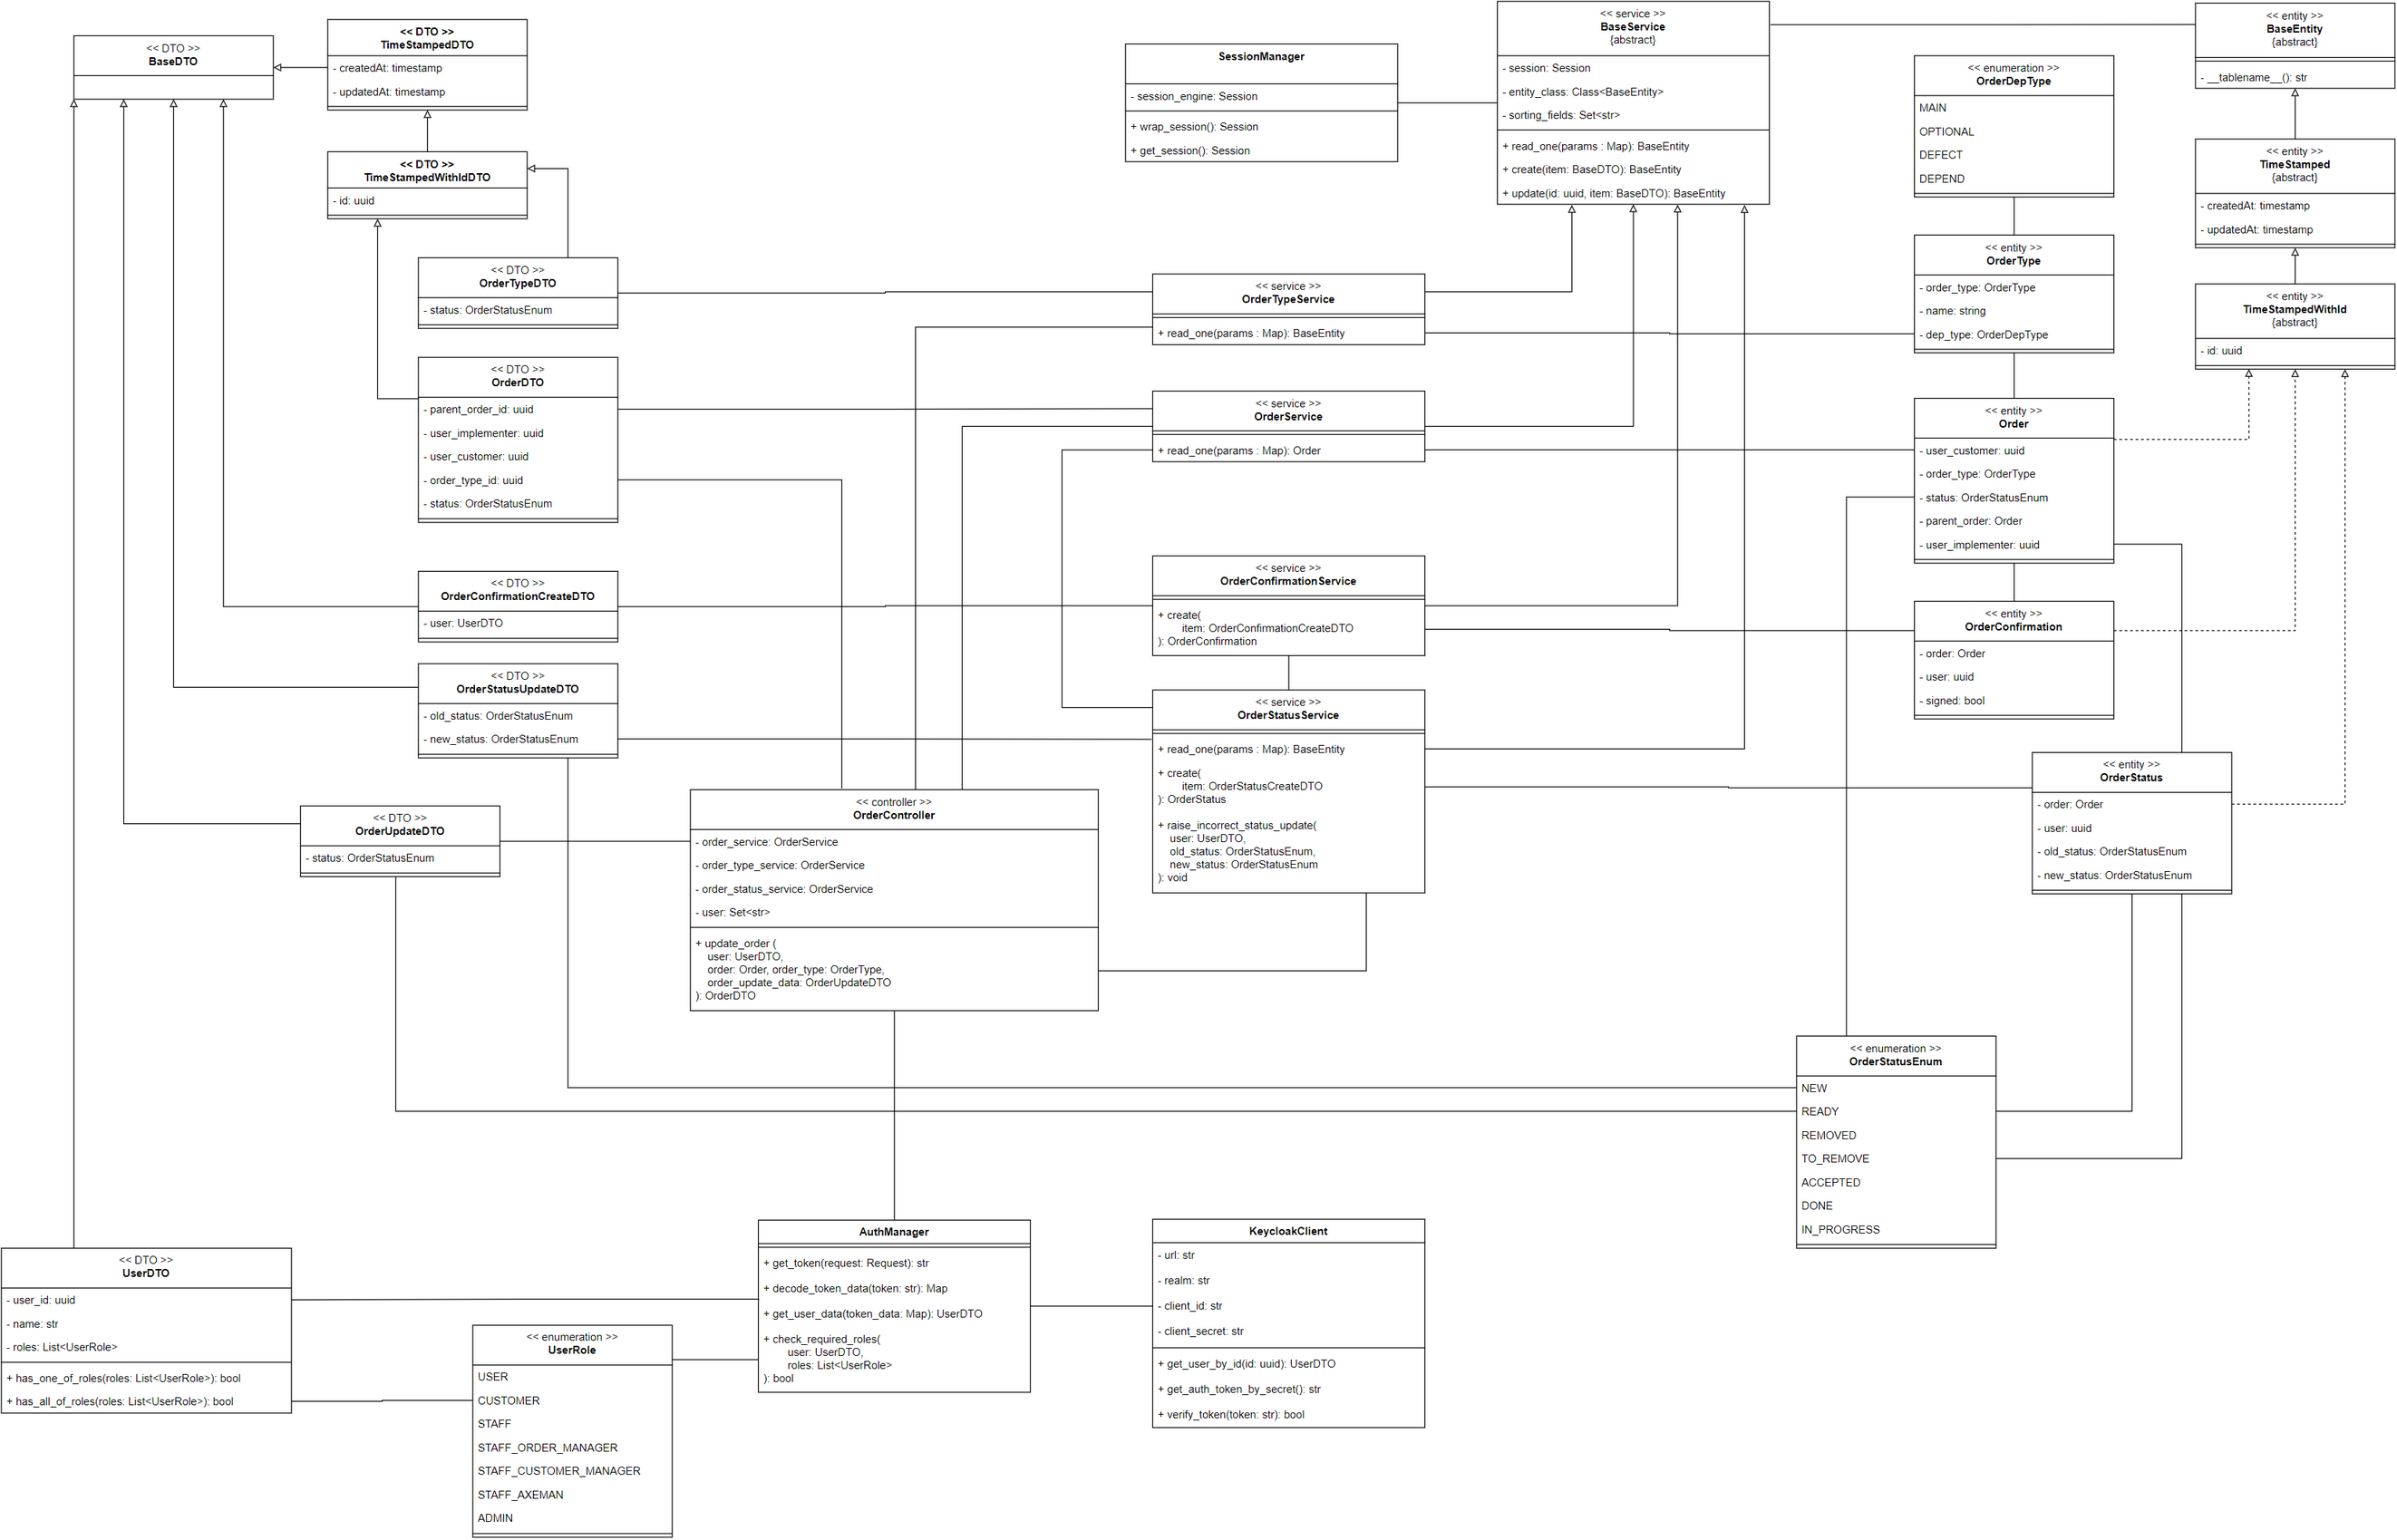 << DTO >>
BaseDTO
<< DTO >>
TimeStampedDTO
- createdAt: timestamp
- updatedAt: timestamp
<< DTO >>
TimeStampedWithIdDTO
- id: uuid
<< DTO >>
OrderTypeDTO
- status: OrderStatusEnum
<< DTO >>
OrderDTO
- parent_order_id: uuid
- user_implementer: uuid
- user_customer: uuid
- order_type_id: uuid
- status: OrderStatusEnum
<< DTO >>
OrderConfirmationCreateDTO
- user: UserDTO
<< DTO >>
OrderStatusUpdateDTO
- old_status: OrderStatusEnum
- new_status: OrderStatusEnum
<< DTO >>
OrderUpdateDTO
- status: OrderStatusEnum
SessionManager
- session_engine: Session
+ wrap_session(): Session
+ get_session(): Session
<< service >>
BaseService
{abstract}
- session: Session
- entity_class: Class<BaseEntity>
- sorting_fields: Set<str>
+ read_one(params : Map): BaseEntity
+ create(item: BaseDTO): BaseEntity
+ update(id: uuid, item: BaseDTO): BaseEntity
<< service >>
OrderTypeService
+ read_one(params : Map): BaseEntity
<< service >>
OrderService
+ read_one(params : Map): Order
<< service >>
OrderConfirmationService
+ create(
item: OrderConfirmationCreateDTO
): OrderConfirmation
<< service >>
OrderStatusService
+ read_one(params : Map): BaseEntity
+ create(
item: OrderStatusCreateDTO
): OrderStatus
+ raise_incorrect_status_update(
user: UserDTO,
old_status: OrderStatusEnum,
new_status: OrderStatusEnum
): void
<< controller >>
OrderController
- order_service: OrderService
- order_type_service: OrderService
- order_status_service: OrderService
- user: Set<str>
+ update_order (
user: UserDTO,
order: Order, order_type: OrderType,
order_update_data: OrderUpdateDTO
): OrderDTO
<< entity >>
BaseEntity
{abstract}
- __tablename__(): str
<< enumeration >>
OrderDepType
MAIN
OPTIONAL
DEFECT
DEPEND
<< entity >>
TimeStamped
{abstract}
- createdAt: timestamp
- updatedAt: timestamp
<< entity >>
OrderType
- order_type: OrderType
- name: string
- dep_type: OrderDepType
<< entity >>
TimeStampedWithId
{abstract}
- id: uuid
<< entity >>
Order
- user_customer: uuid
- order_type: OrderType
- status: OrderStatusEnum
- parent_order: Order
- user_implementer: uuid
<< entity >>
OrderConfirmation
- order: Order
- user: uuid
- signed: bool
<< entity >>
OrderStatus
- order: Order
- user: uuid
- old_status: OrderStatusEnum
- new_status: OrderStatusEnum
<< enumeration >>
OrderStatusEnum
NEW
READY
REMOVED
TO_REMOVE
ACCEPTED
DONE
IN_PROGRESS
<< DTO >>
UserDTO
- user_id: uuid
- name: str
- roles: List<UserRole>
+ has_one_of_roles(roles: List<UserRole>): bool
+ has_all_of_roles(roles: List<UserRole>): bool
<< enumeration >>
UserRole
USER
CUSTOMER
STAFF
STAFF_ORDER_MANAGER
STAFF_CUSTOMER_MANAGER
STAFF_AXEMAN
ADMIN
AuthManager
+ get_token(request: Request): str
+ decode_token_data(token: str): Map
+ get_user_data(token_data: Map): UserDTO
+ check_required_roles(
user: UserDTO,
roles: List<UserRole>
): bool
KeycloakClient
- url: str
- realm: str
- client_id: str
- client_secret: str
+ get_user_by_id(id: uuid): UserDTO
+ get_auth_token_by_secret(): str
+ verify_token(token: str): bool